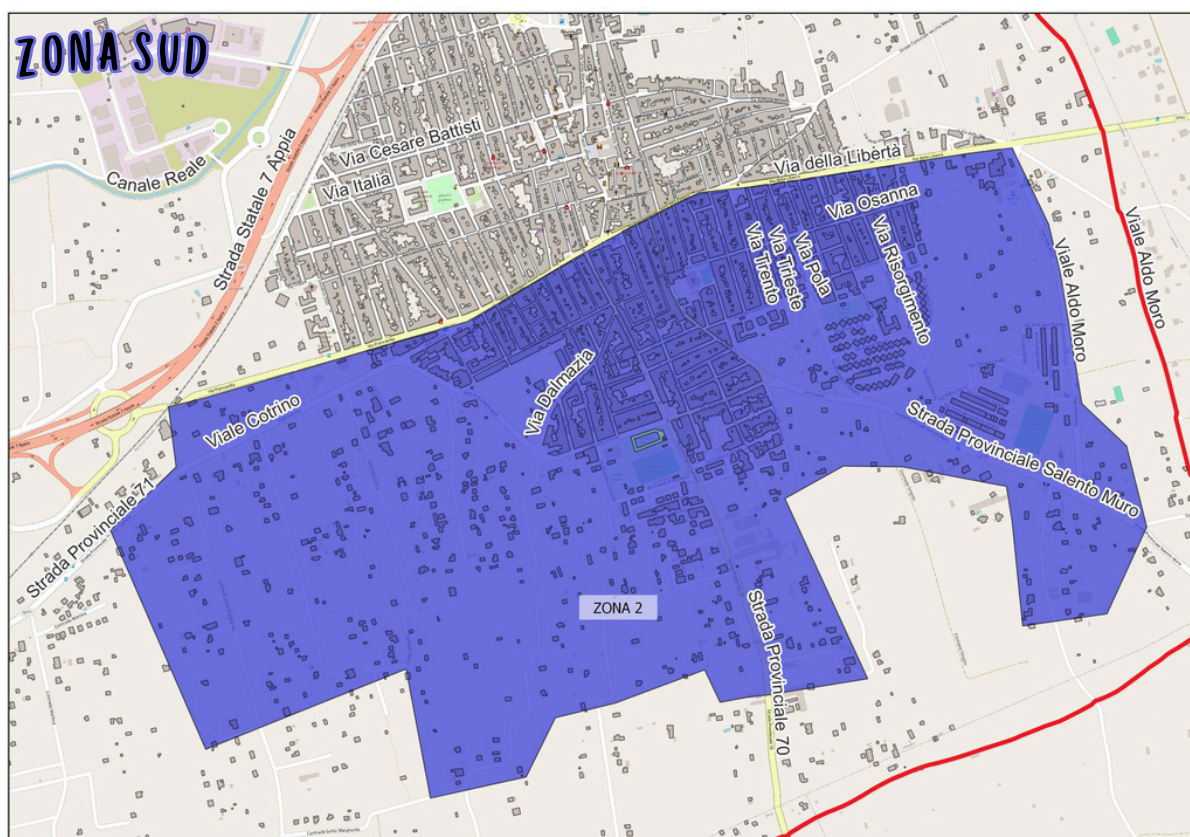 ZONA SUD
Via Cesare Battisti
Via Italia
Canale Reale
Strada Statale 7 Appia
Via della Libertà
Via Osanna
Via Trento
Via Trieste
Via Pola
Via Risorgimento
Viale Aldo Moro
Viale Aldo Moro
Via Dalmazia
Viale Cotrino
Strada Provinciale 71
Strada Provinciale Salento Muro
ZONA 2
Strada Provinciale 70